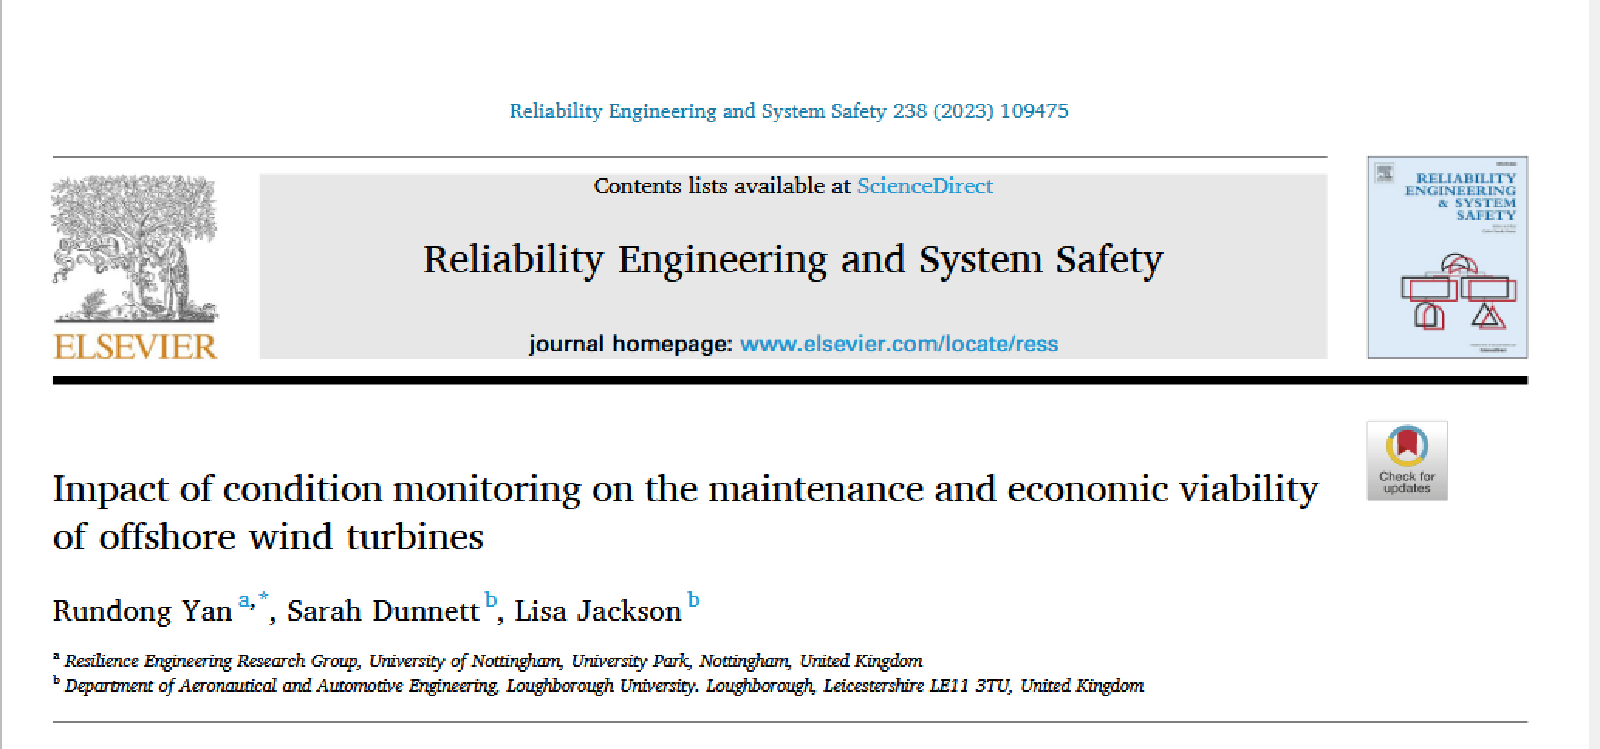 Reliability Engineering and System Safety 238 (2023) 109475
Contents lists available at ScienceDirect
Reliability Engineering and System Safety
journal homepage: www.elsevier.com/locate/ress
ELSEVIER
RELIABILITY
ENGINEERING
& SYSTEM
SAFETY
Check for
updates
Impact of condition monitoring on the maintenance and economic viability
of offshore wind turbines
Rundong Yan a,*, Sarah Dunnett b, Lisa Jackson b
a Resilience Engineering Research Group, University of Nottingham, University Park, Nottingham, United Kingdom
b Department of Aeronautical and Automotive Engineering, Loughborough University. Loughborough, Leicestershire LE11 3TU, United Kingdom